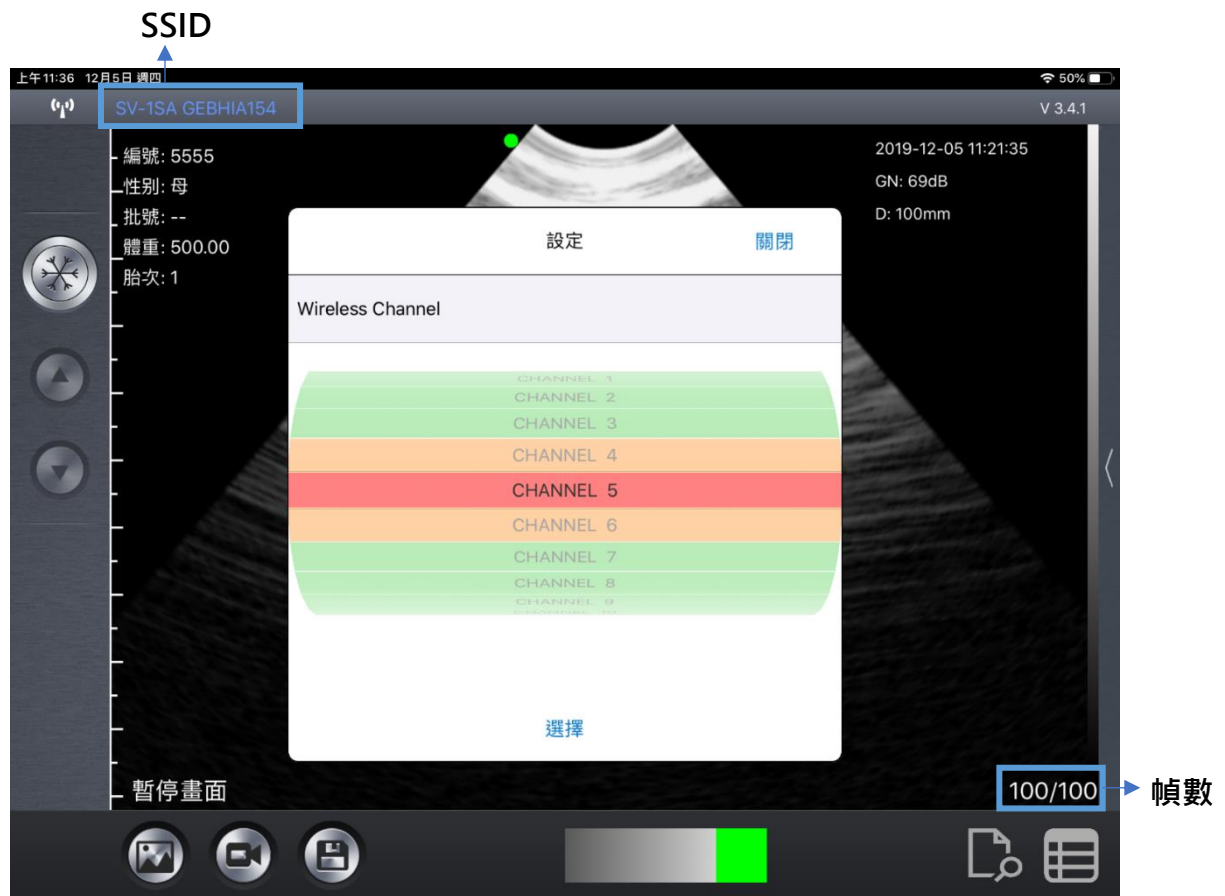 SSID
上午11:36 12月5日 週四
50%
SV-1SA GEBHIA154
V 3.4.1
編號: 5555
性别: 母
批號: --
體重: 500.00
胎次: 1
2019-12-05 11:21:35
GN: 69dB
D: 100mm
設定
關閉
Wireless Channel
CHANNEL 1
CHANNEL 2
CHANNEL 3
CHANNEL 4
CHANNEL 5
CHANNEL 6
CHANNEL 7
CHANNEL 8
CHANNEL 9
CHANNEL 10
選擇
暫停畫面
100/100
幀數